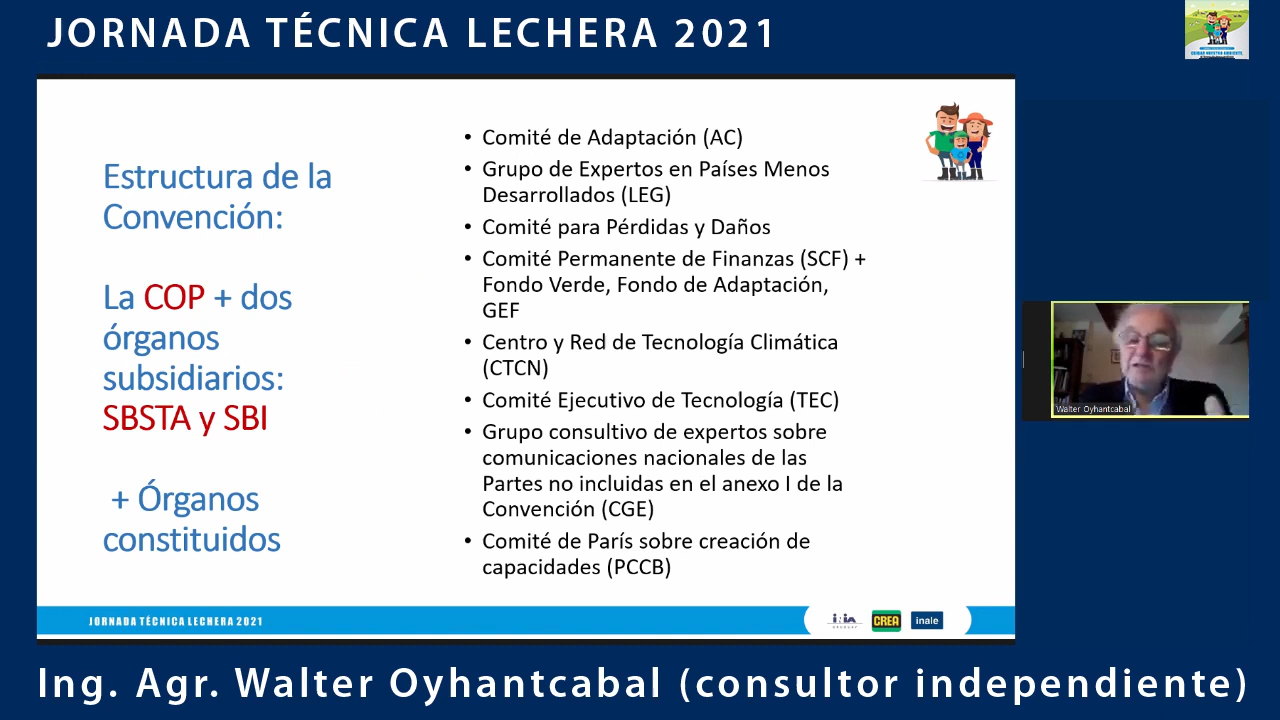 JORNADA TÉCNICA LECHERA 2021
Estructura de la
Convención:
La COP + dos
órganos
subsidiarios:
SBSTA y SBI
+ Órganos
constituidos
• Comité de Adaptación (AC)
• Grupo de Expertos en Países Menos
Desarrollados (LEG)
• Comité para Pérdidas y Daños
• Comité Permanente de Finanzas (SCF) +
Fondo Verde, Fondo de Adaptación,
GEF
• Centro y Red de Tecnología Climática
(CTCN)
• Comité Ejecutivo de Tecnología (TEC)
• Grupo consultivo de expertos sobre
comunicaciones nacionales de las
Partes no incluidas en el anexo I de la
Convención (CGE)
• Comité de París sobre creación de
capacidades (PCCB)
JORNADA TÉCNICA LECHERA 2021
INIA
URUGUAY
CREA
inale
Walter Oyhantcabal
Ing. Agr. Walter Oyhantcabal (consultor independiente)